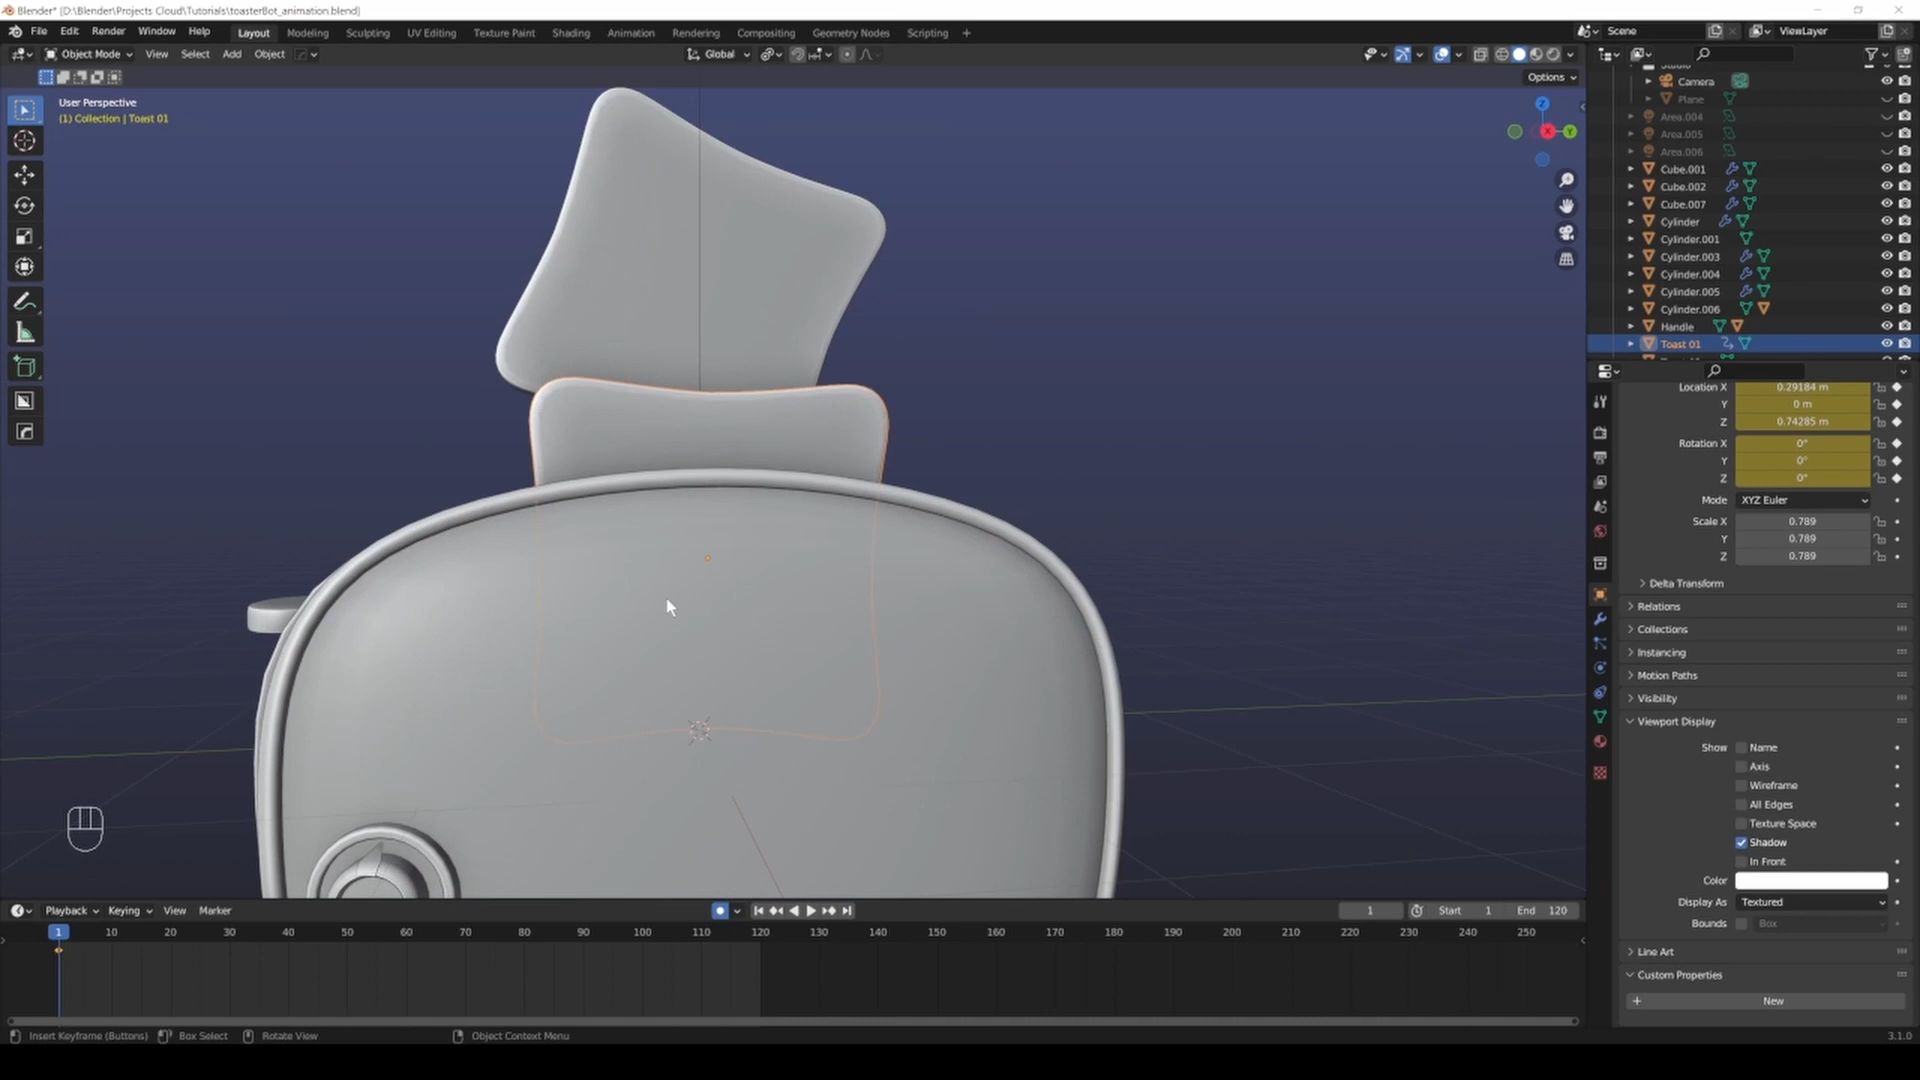 Blender* [D:\Blender\Projects Cloud\Tutorials\toasterBot_animation.blend]
File Edit Render Window Help Layout Modeling Sculpting UV Editing Texture Paint Shading Animation Rendering Compositing Geometry Nodes Scripting + Scene ViewLayer
Object Mode View Select Add Object Global
Options
User Perspective
(1) Collection | Toast 01
Z
X
Y
Camera
Plane
Area.004
Area.005
Area.006
Cube.001
Cube.002
Cube.007
Cylinder
Cylinder.001
Cylinder.003
Cylinder.004
Cylinder.005
Cylinder.006
Handle
Toast 01
Location X 0.29184 m
Y 0 m
Z 0.74285 m
Rotation X 0°
Y 0°
Z 0°
Mode XYZ Euler
Scale X 0.789
Y 0.789
Z 0.789
Delta Transform
Relations
Collections
Instancing
Motion Paths
Visibility
Viewport Display
Show Name
Axis
Wireframe
All Edges
Texture Space
Shadow
In Front
Color
Display As Textured
Bounds Box
Line Art
Custom Properties
+ New
Playback Keying View Marker 1 Start 1 End 120
1 10 20 30 40 50 60 70 80 90 100 110 120 130 140 150 160 170 180 190 200 210 220 230 240 250
Insert Keyframe (Buttons) Box Select Rotate View Object Context Menu 3.1.0